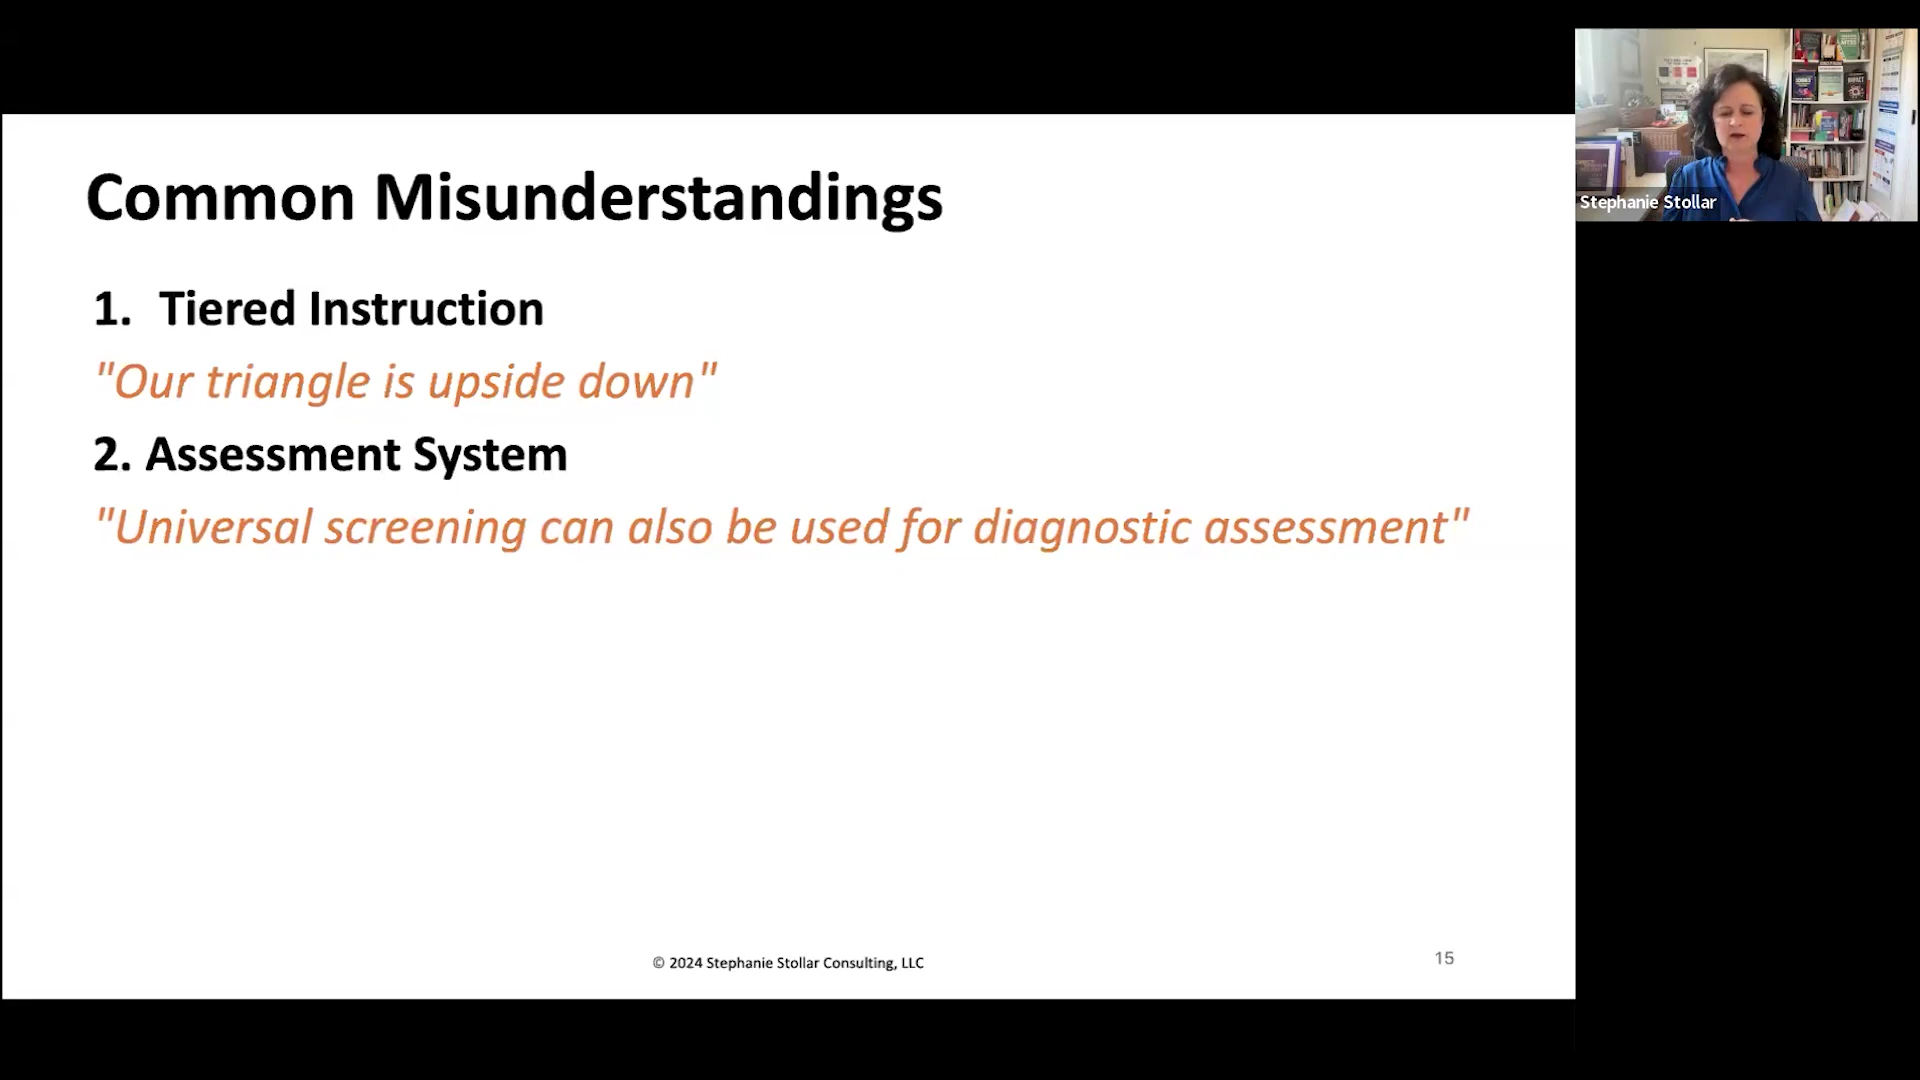 Common Misunderstandings
1. Tiered Instruction
"Our triangle is upside down"
2. Assessment System
"Universal screening can also be used for diagnostic assessment"
© 2024 Stephanie Stollar Consulting, LLC
15
Stephanie Stollar